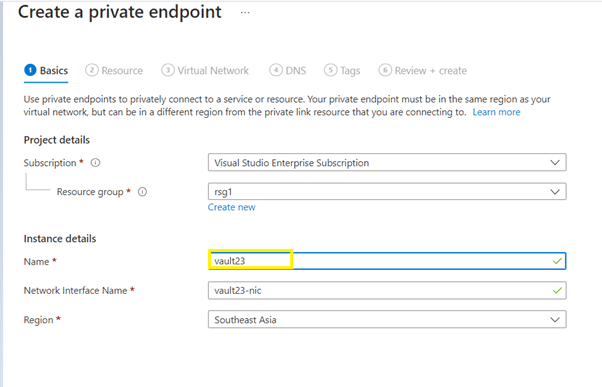 Create a private endpoint ...
1 Basics 2 Resource 3 Virtual Network 4 DNS 5 Tags 6 Review + create
Use private endpoints to privately connect to a service or resource. Your private endpoint must be in the same region as your
virtual network, but can be in a different region from the private link resource that you are connecting to. Learn more
Project details
Subscription * Visual Studio Enterprise Subscription
Resource group * rsg1
Create new
Instance details
Name * vault23
Network Interface Name * vault23-nic
Region * Southeast Asia